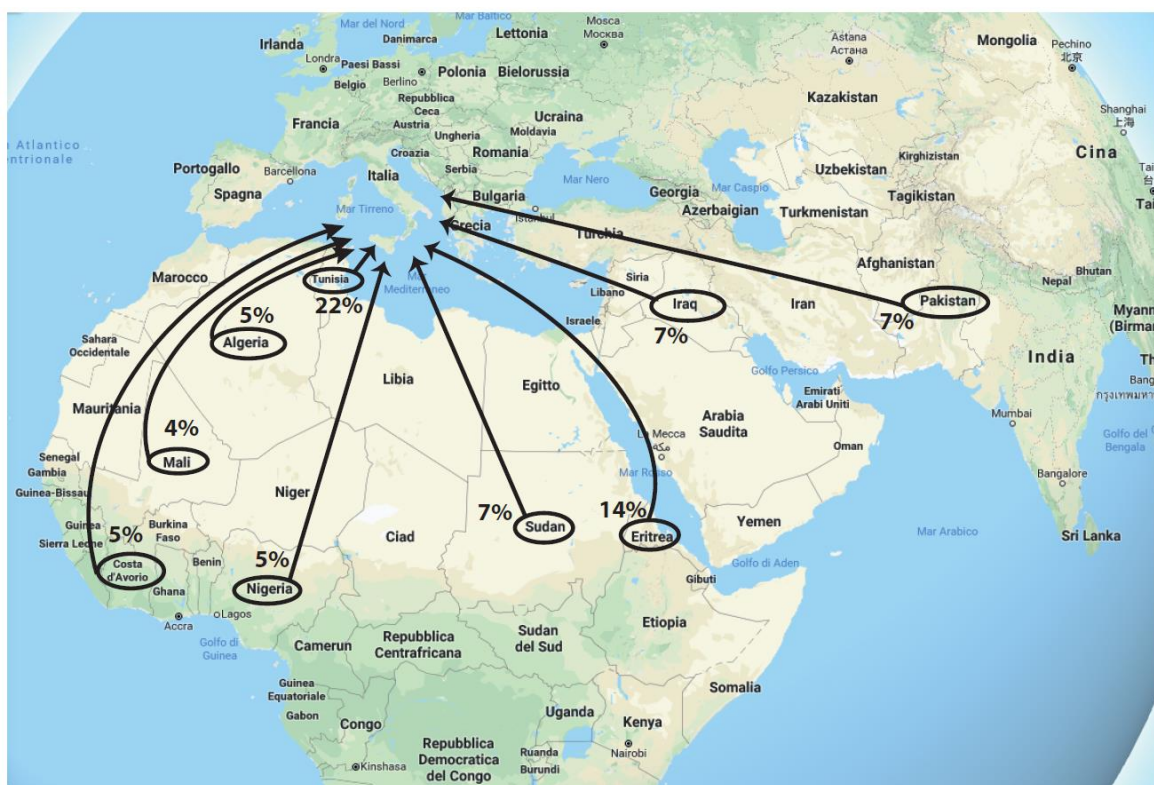 Mar del Nord
Mar Baltico
Mosca
Москва
Irlanda
Danimarca
Lettonia
Astana
Астана
Mongolia
Pechino
北京
Londra
Paesi Bassi
Berlino
Polonia
Bielorussia
Belgio
Kazakistan
Shanghai
上海
Repubblica
Ceca
Ucraina
Francia
Austria
Ungheria
Moldavia
Atlantico
entrionale
Croazia
Romania
Uzbekistan
Kirghizistan
Cina
Portogallo
Barcellona
Italia
Serbia
Mar Nero
Georgia
Mar Caspio
Tagikistan
Spagna
Bulgaria
Azerbaigian
Turkmenistan
Mar Tirreno
Istanbul
Grecia
Turchia
Afghanistan
Marocco
Tunisia
Mediterraneo
Siria
Nepal
Bhutan
22%
Libano
Iraq
Iran
Pakistan
5%
Israele
7%
7%
Sahara
Occidentale
Algeria
India
Libia
Egitto
Golfo Persico
Emirati
Arabi Uniti
Mauritania
Arabia
Saudita
Mumbai
Golfo del
Bengala
4%
La Mecca
مكة
Oman
Senegal
Mali
Mar Rosso
Gambia
Bangalore
Guinea-Bissau
Niger
7%
14%
Guinea
Burkina
Faso
Sudan
Yemen
Mar Arabico
Sierra Leone
5%
Ciad
Eritrea
Sri Lanka
Costa
d'Avorio
Benin
5%
Golfo di Aden
Ghana
Nigeria
Gibuti
Lagos
Accra
Etiopia
Golfo di
Guinea
Camerun
Repubblica
Centrafricana
Sudan
del Sud
Guinea
Equatoriale
Somalia
Gabon
Congo
Uganda
Kenya
Repubblica
Democratica
del Congo
Ruanda
Burundi
Nairobi
Kinshasa